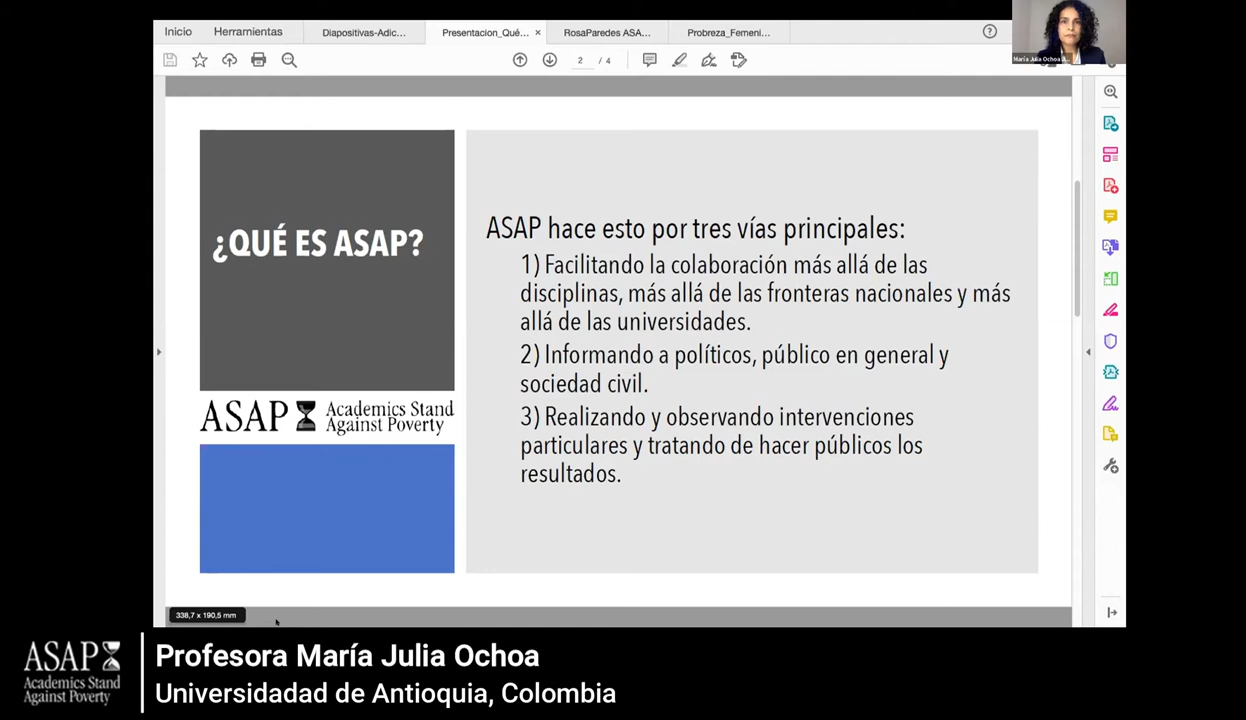 Inicio
Herramientas
Diapositivas-Adic...
Presentacion_Qué... ×
RosaParedes ASA...
Probreza_Femeni...
2 / 4
María Julia Ochoa
¿QUÉ ES ASAP?
ASAP Academics Stand
Against Poverty
ASAP hace esto por tres vías principales:
1) Facilitando la colaboración más allá de las
disciplinas, más allá de las fronteras nacionales y más
allá de las universidades.
2) Informando a políticos, público en general y
sociedad civil.
3) Realizando y observando intervenciones
particulares y tratando de hacer públicos los
resultados.
338,7 x 190,5 mm
ASAP
Academics Stand
Against Poverty
Profesora María Julia Ochoa
Universidadad de Antioquia, Colombia